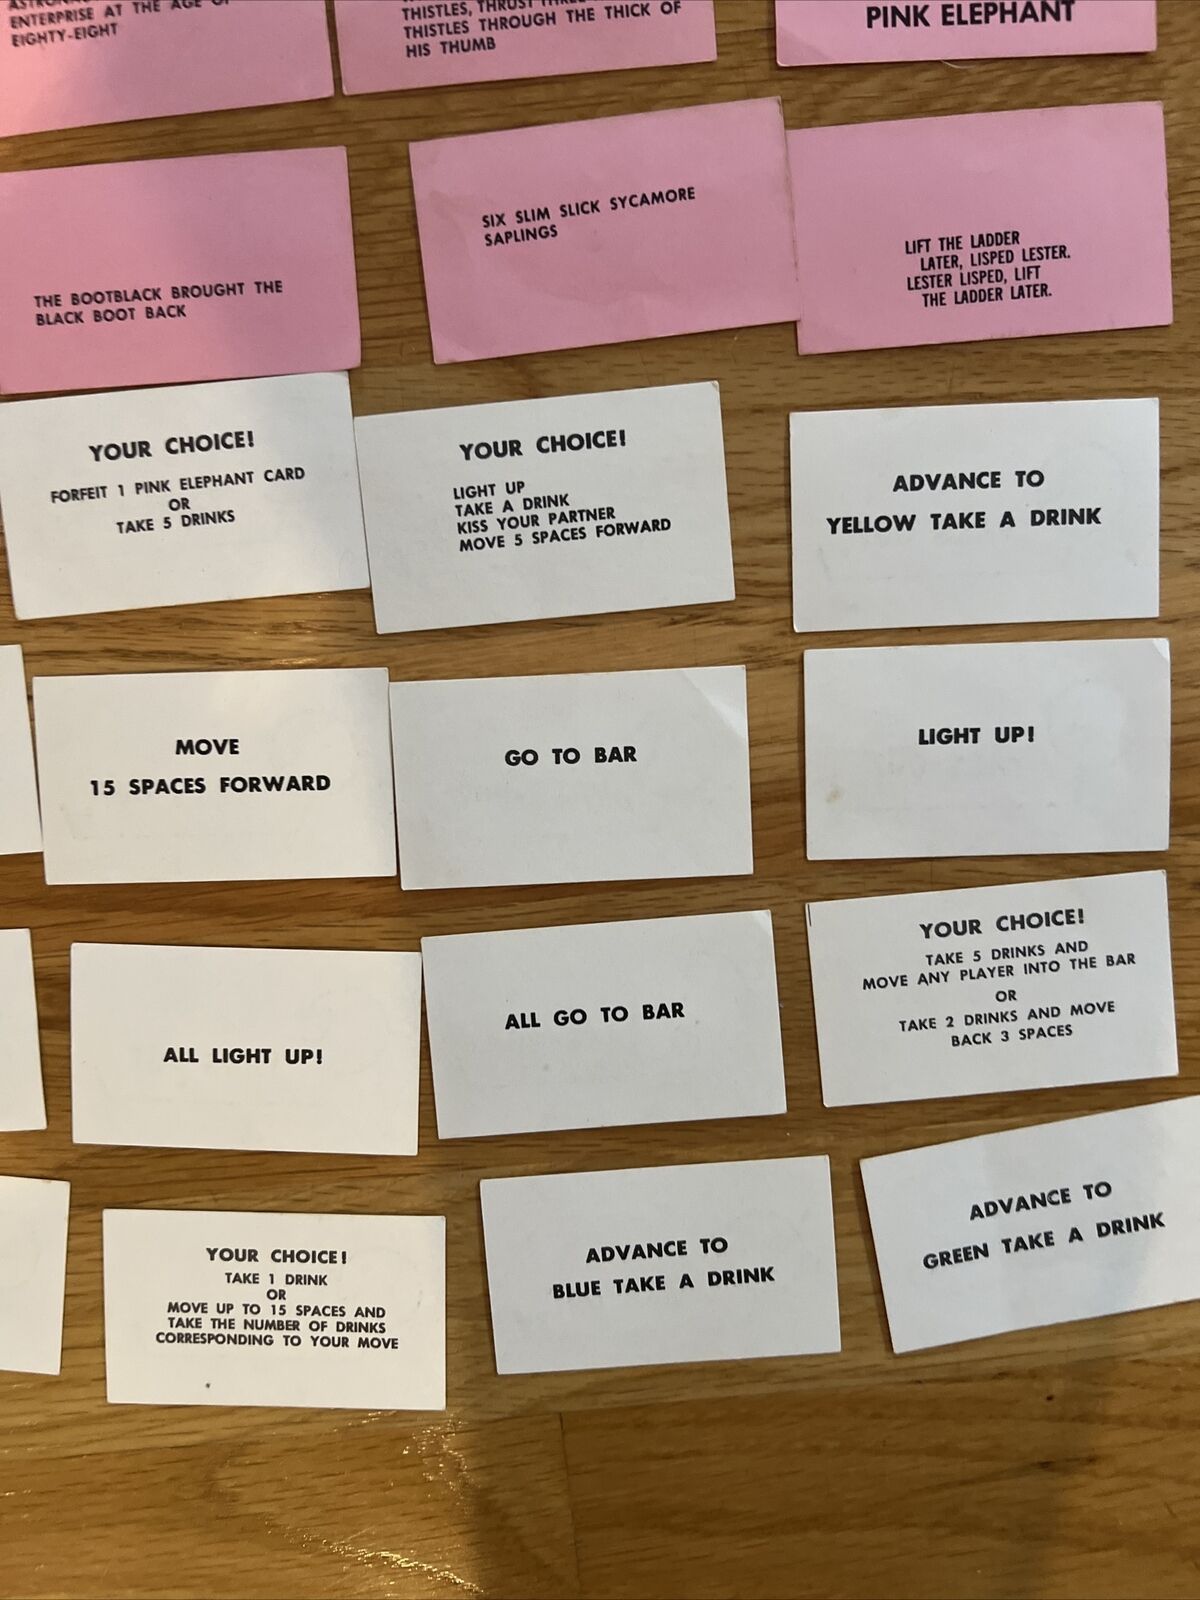 ENTERPRISE AT THE AGE OF
EIGHTY-EIGHT
THISTLES, THRUST
THISTLES THROUGH THE THICK OF
HIS THUMB
PINK ELEPHANT
THE BOOTBLACK BROUGHT THE
BLACK BOOT BACK
SIX SLIM SLICK SYCAMORE
SAPLINGS
LIFT THE LADDER
LATER, LISPED LESTER.
LESTER LISPED, LIFT
THE LADDER LATER.
YOUR CHOICE!
FORFEIT 1 PINK ELEPHANT CARD
OR
TAKE 5 DRINKS
YOUR CHOICE!
LIGHT UP
TAKE A DRINK
KISS YOUR PARTNER
MOVE 5 SPACES FORWARD
ADVANCE TO
YELLOW TAKE A DRINK
MOVE
15 SPACES FORWARD
GO TO BAR
LIGHT UP!
ALL LIGHT UP!
ALL GO TO BAR
YOUR CHOICE!
TAKE 5 DRINKS AND
MOVE ANY PLAYER INTO THE BAR
OR
TAKE 2 DRINKS AND MOVE
BACK 3 SPACES
YOUR CHOICE!
TAKE 1 DRINK
OR
MOVE UP TO 15 SPACES AND
TAKE THE NUMBER OF DRINKS
CORRESPONDING TO YOUR MOVE
ADVANCE TO
BLUE TAKE A DRINK
ADVANCE TO
GREEN TAKE A DRINK